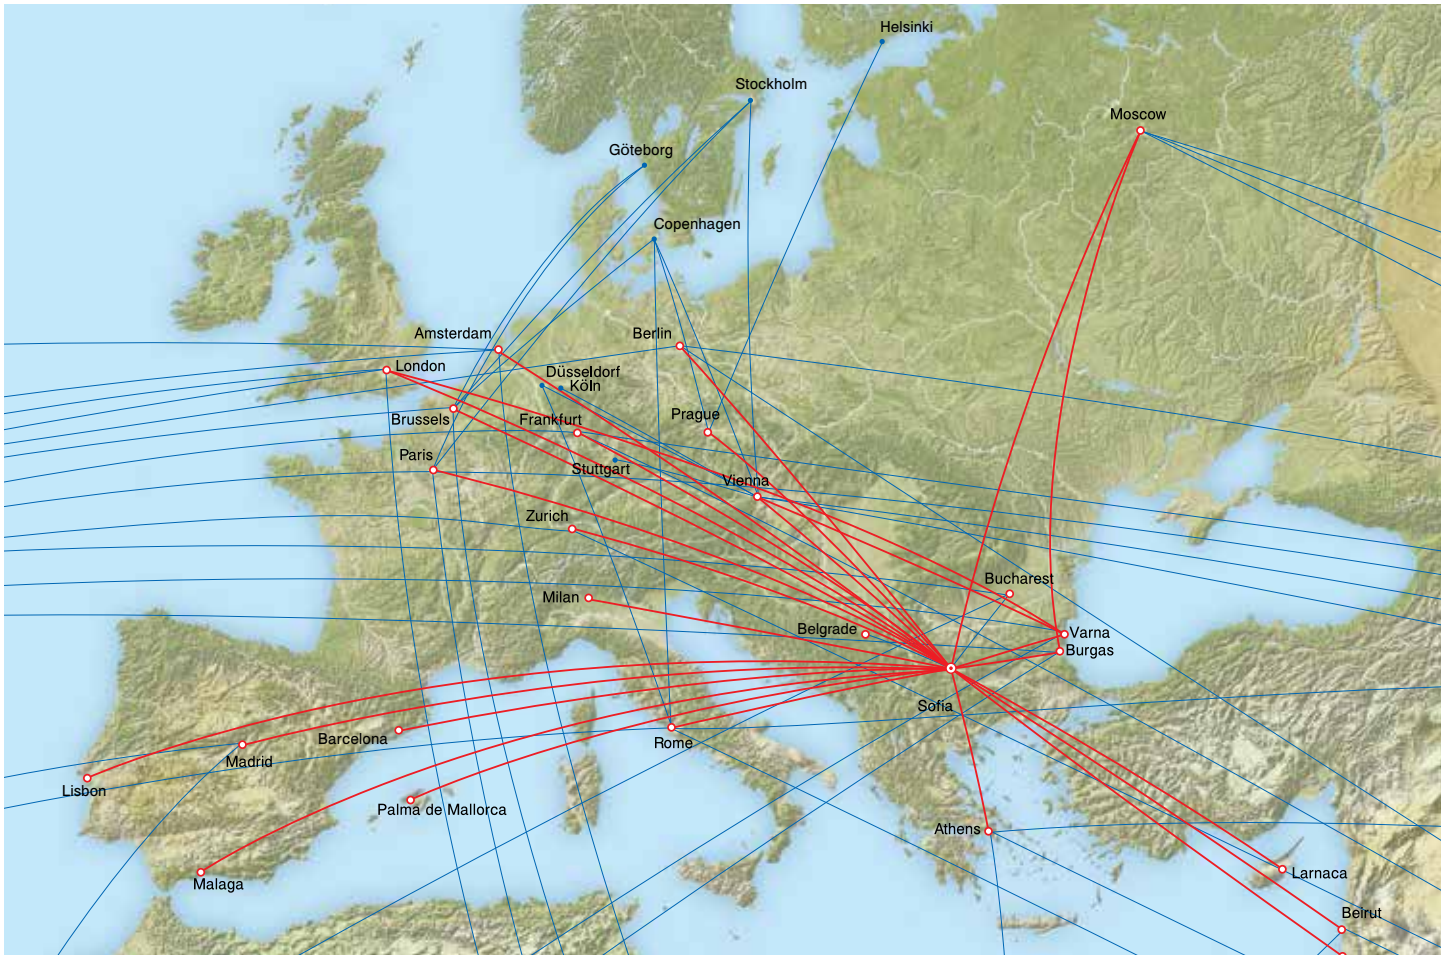 Helsinki
Stockholm
Moscow
Göteborg
Copenhagen
Amsterdam
Berlin
London
Düsseldorf
Köln
Brussels
Frankfurt
Prague
Paris
Stuttgart
Vienna
Zurich
Bucharest
Milan
Belgrade
Varna
Burgas
Sofia
Barcelona
Rome
Madrid
Lisbon
Palma de Mallorca
Athens
Larnaca
Malaga
Beirut